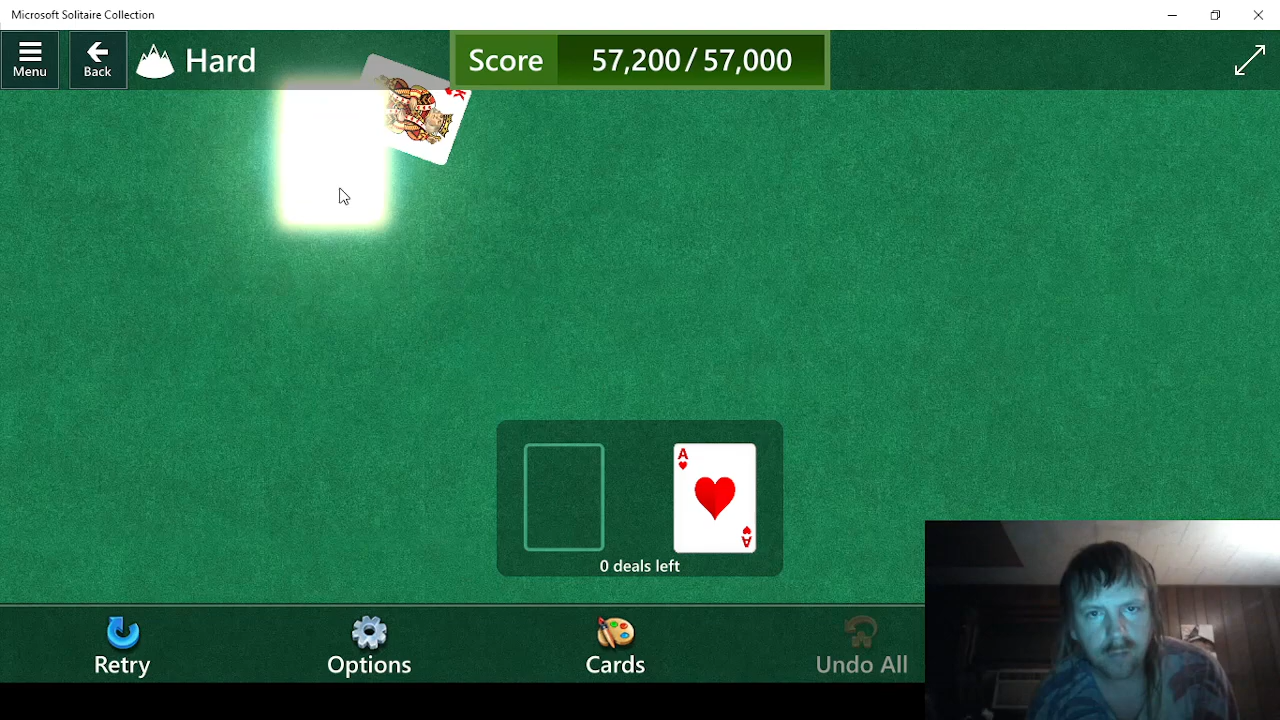 Microsoft Solitaire Collection
Menu
Back
Hard
Score
57,200 / 57,000
K
A
A
0 deals left
Retry
Options
Cards
Undo All